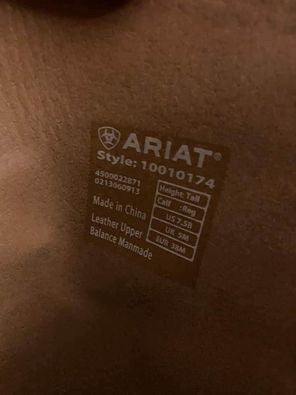 ARIAT®
Style: 10010174
4500022871
0213060913
Made in China
Leather Upper
Balance Manmade
Height: Tall
Calf :Reg
US 7.5B
UK 5M
EUR 38M